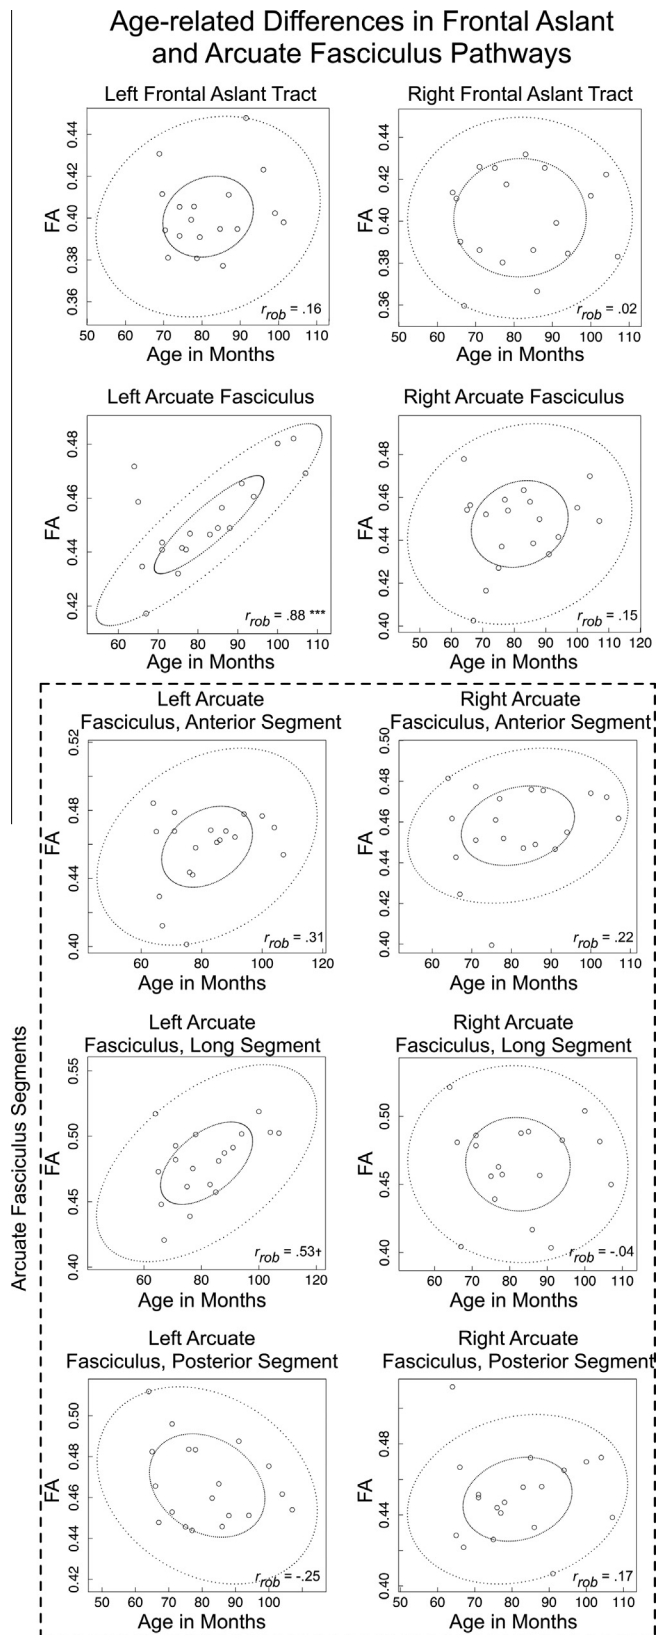 Age-related Differences in Frontal Aslant
and Arcuate Fasciculus Pathways
Left Frontal Aslant Tract
FA
0.44
0.42
0.40
0.38
0.36
r_rob = .16
50 60 70 80 90 100 110
Age in Months
Right Frontal Aslant Tract
FA
0.44
0.42
0.40
0.38
0.36
r_rob = .02
50 60 70 80 90 100 110
Age in Months
Left Arcuate Fasciculus
FA
0.48
0.46
0.44
0.42
r_rob = .88 ***
60 70 80 90 100 110
Age in Months
Right Arcuate Fasciculus
FA
0.48
0.46
0.44
0.42
0.40
r_rob = .15
50 60 70 80 90 100 110 120
Age in Months
Arcuate Fasciculus Segments
Left Arcuate
Fasciculus, Anterior Segment
FA
0.52
0.48
0.44
0.40
r_rob = .31
60 80 100 120
Age in Months
Right Arcuate
Fasciculus, Anterior Segment
FA
0.50
0.48
0.46
0.44
0.42
0.40
r_rob = .22
60 70 80 90 100 110
Age in Months
Left Arcuate
Fasciculus, Long Segment
FA
0.55
0.50
0.45
0.40
r_rob = .53†
60 80 100 120
Age in Months
Right Arcuate
Fasciculus, Long Segment
FA
0.50
0.45
0.40
r_rob = -.04
60 70 80 90 100 110
Age in Months
Left Arcuate
Fasciculus, Posterior Segment
FA
0.50
0.48
0.46
0.44
0.42
r_rob = -.25
50 60 70 80 90 100
Age in Months
Right Arcuate
Fasciculus, Posterior Segment
FA
0.48
0.44
0.40
r_rob = .17
50 60 70 80 90 100 110
Age in Months